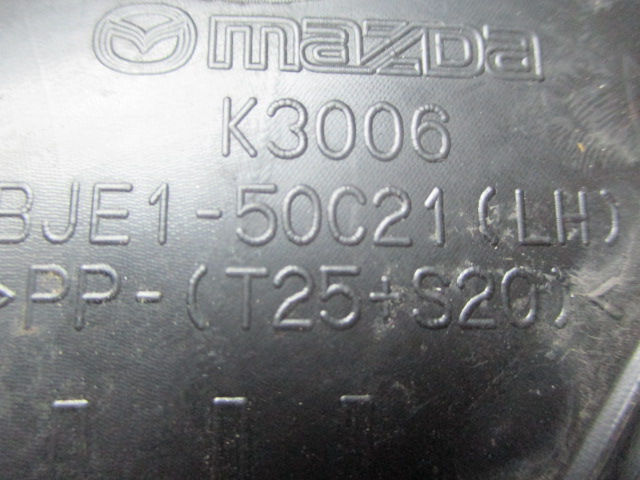 mazda
K3006
BJE1-50C21(LH)
>PP-(T25+S20)<